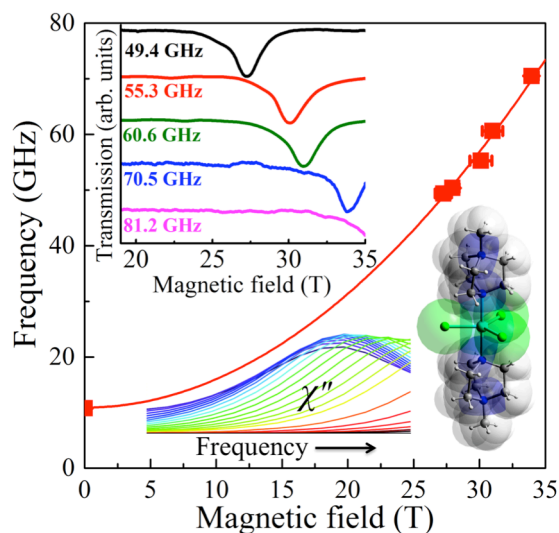 80
60
40
20
0
Frequency (GHz)
0 5 10 15 20 25 30 35
Magnetic field (T)
Transmission (arb. units)
49.4 GHz
55.3 GHz
60.6 GHz
70.5 GHz
81.2 GHz
20 25 30 35
Magnetic field (T)
χ"
Frequency